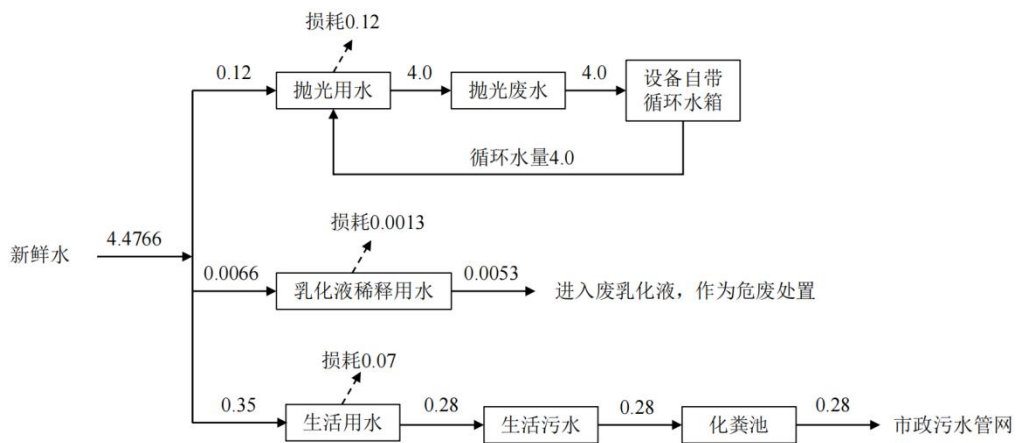 损耗0.12
0.12
抛光用水
4.0
抛光废水
4.0
设备自带
循环水箱
循环水量4.0
新鲜水
4.4766
损耗0.0013
0.0066
乳化液稀释用水
0.0053
进入废乳化液，作为危废处置
损耗0.07
0.35
生活用水
0.28
生活污水
0.28
化粪池
0.28
市政污水管网